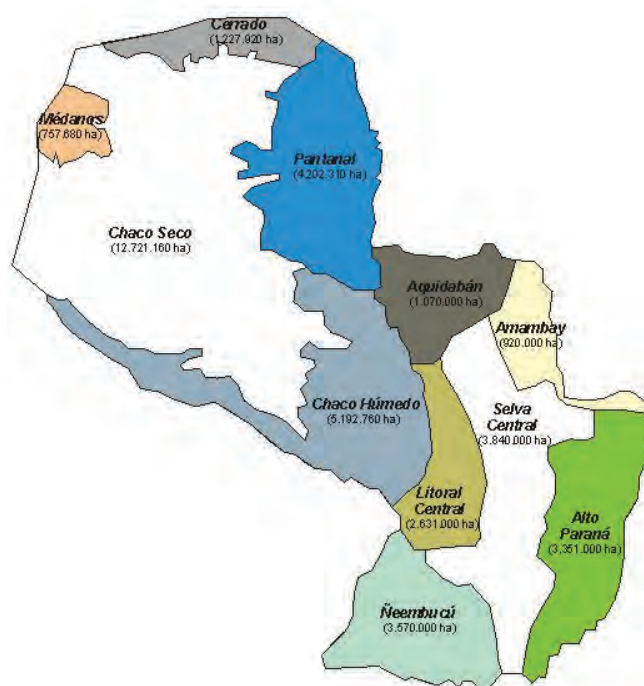 Cerrado
(1.227.920 ha)
Médanos
(757.680 ha)
Pantanal
(4.202.310 ha)
Chaco Seco
(12.721.160 ha)
Aquidabán
(1.070.000 ha)
Amambay
(920.000 ha)
Chaco Húmedo
(5.192.760 ha)
Selva
Central
(3.840.000 ha)
Litoral
Central
(2.631.000 ha)
Alto
Paraná
(3,351.000 ha)
Ñeembucú
(3.570.000 ha)